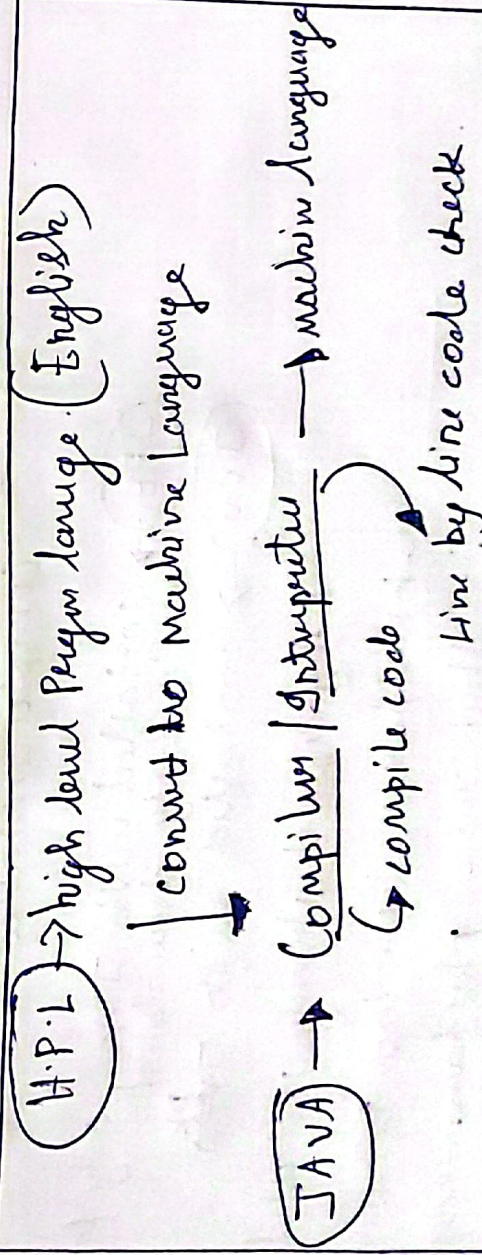 H.P.L → high level Progm lanuge. (English)
Convert to Machine Language
JAVA → Compiler / Interpreter → machin language
↳ compile code
Line by line code check.